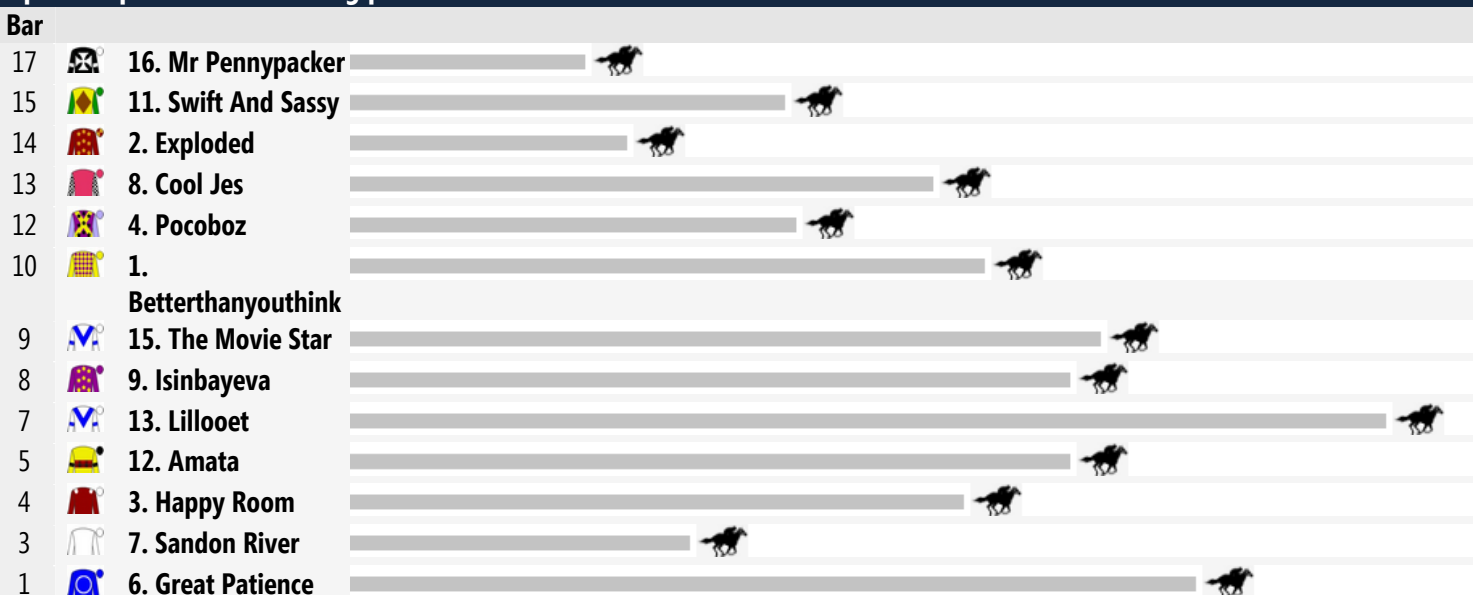 Bar
17 16. Mr Pennypacker
15 11. Swift And Sassy
14 2. Exploded
13 8. Cool Jes
12 4. Pocoboz
10 1.
Betterthanyouthink
9 15. The Movie Star
8 9. Isinbayeva
7 13. Lillooet
5 12. Amata
4 3. Happy Room
3 7. Sandon River
1 6. Great Patience